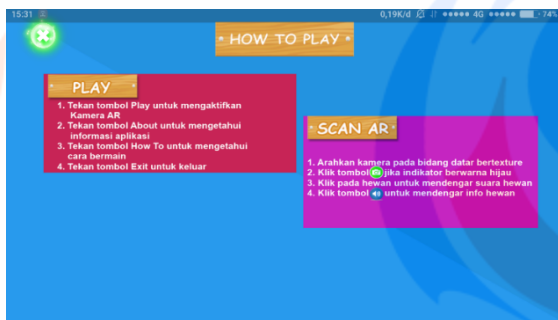 15:31
0,19K/d
4G
74%
HOW TO PLAY
PLAY
1. Tekan tombol Play untuk mengaktifkan
Kamera AR
2. Tekan tombol About untuk mengetahui
informasi aplikasi
3. Tekan tombol How To untuk mengetahui
cara bermain
4. Tekan tombol Exit untuk keluar
SCAN AR
1. Arahkan kamera pada bidang datar bertexture
2. Klik tombol jika indikator berwarna hijau
3. Klik pada hewan untuk mendengar suara hewan
4. Klik tombol untuk mendengar info hewan